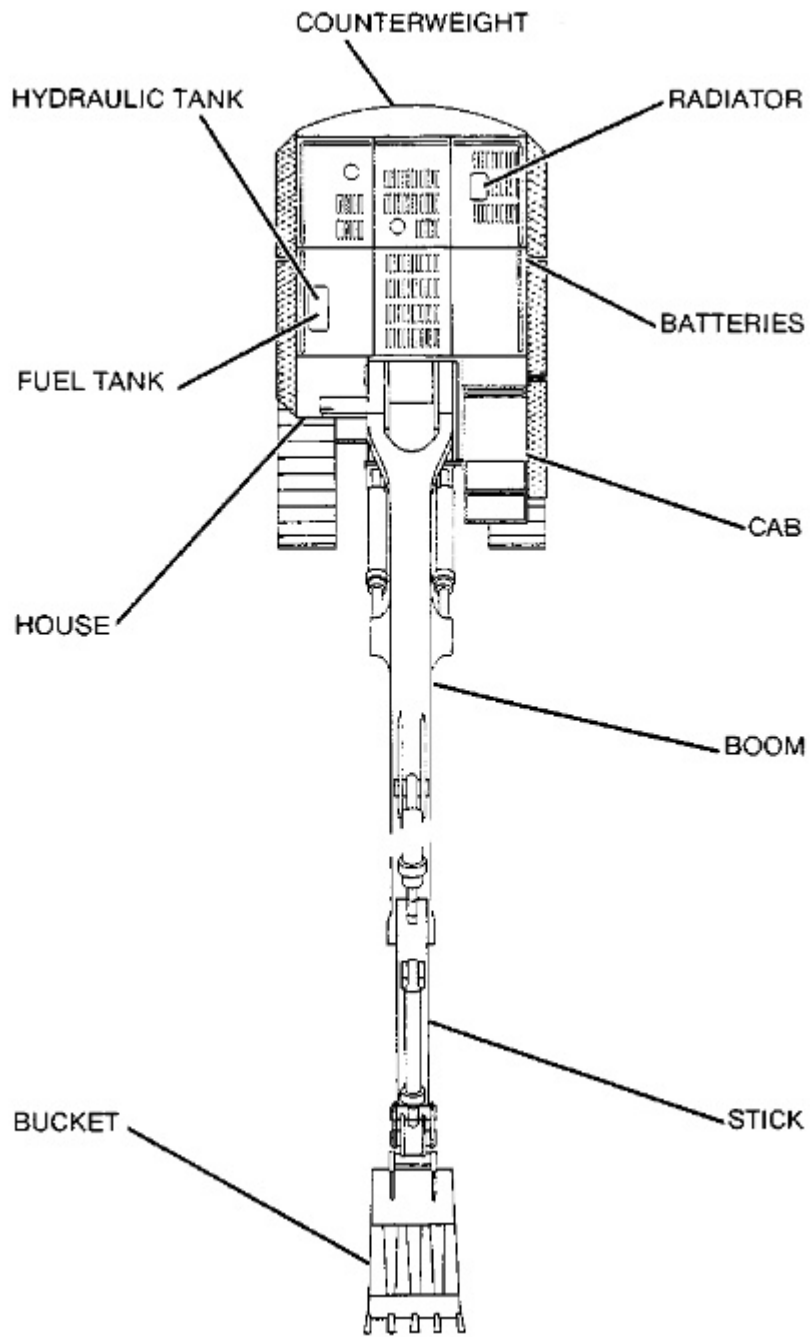 COUNTERWEIGHT
HYDRAULIC TANK
RADIATOR
BATTERIES
FUEL TANK
CAB
HOUSE
BOOM
BUCKET
STICK